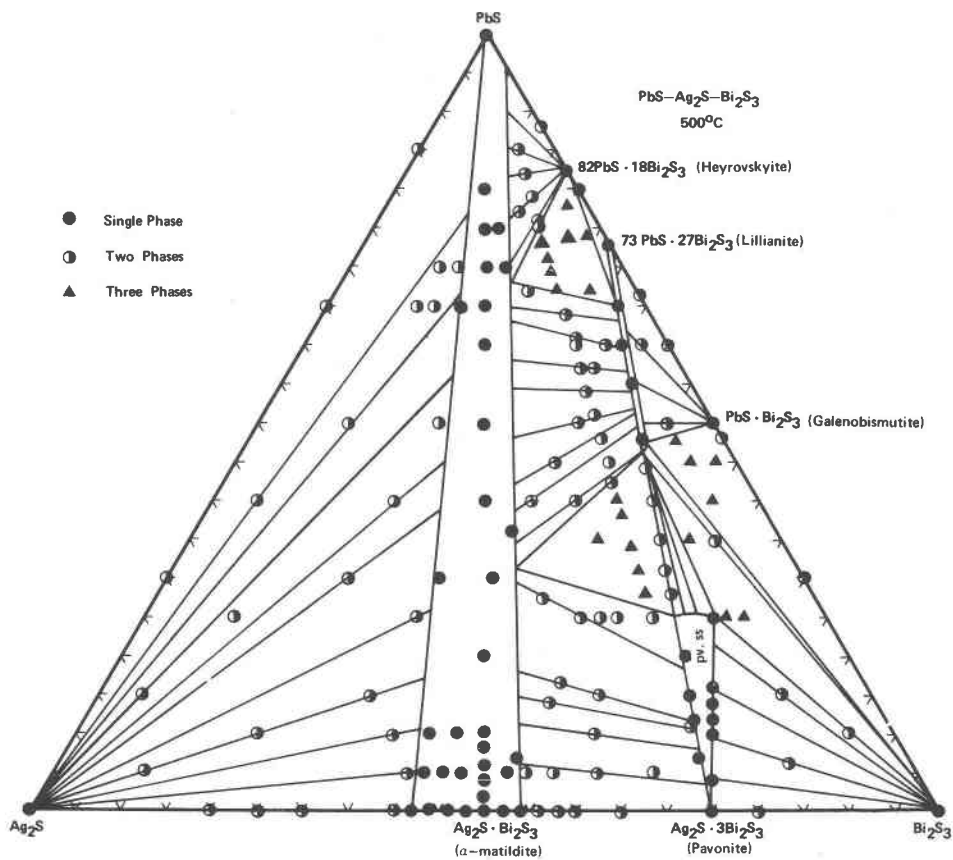 PbS
PbS–Ag₂S–Bi₂S₃
500°C
82PbS · 18Bi₂S₃ (Heyrovskyite)
Single Phase
73 PbS · 27Bi₂S₃ (Lillianite)
Two Phases
Three Phases
PbS · Bi₂S₃ (Galenobismutite)
pv. ss
Ag₂S
Ag₂S · Bi₂S₃
(α-matildite)
Ag₂S · 3Bi₂S₃
(Pavonite)
Bi₂S₃